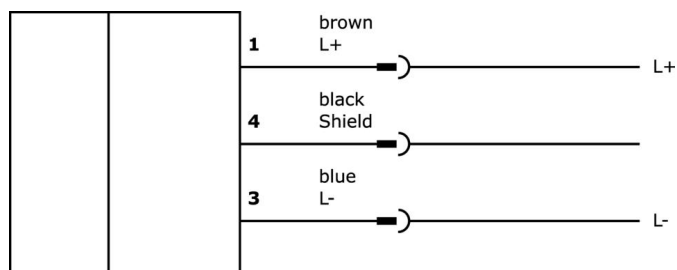 brown
1 L+ L+
black
4 Shield
blue
3 L- L-